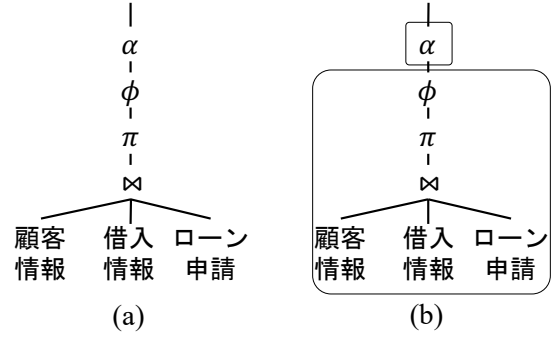 α α
ϕ ϕ
π π
⋈ ⋈
顧客 借入 ローン 顧客 借入 ローン
情報 情報 申請 情報 情報 申請
(a) (b)